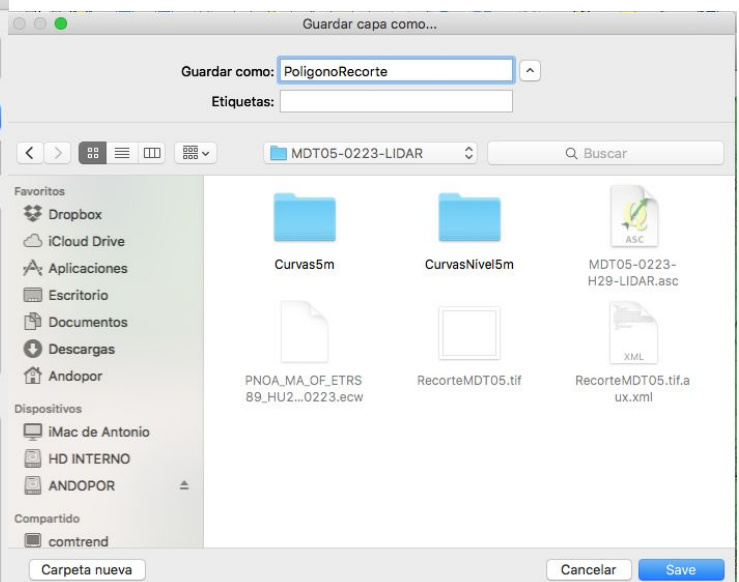 Guardar capa como...
Guardar como: PoligonoRecorte
Etiquetas:
MDT05-0223-LIDAR
Buscar
Favoritos
Dropbox
iCloud Drive
Aplicaciones
Escritorio
Documentos
Descargas
Andopor
Dispositivos
iMac de Antonio
HD INTERNO
ANDOPOR
Compartido
comtrend
Curvas5m
CurvasNivel5m
ASC
MDT05-0223-
H29-LIDAR.asc
PNOA_MA_OF_ETRS
89_HU2...0223.ecw
RecorteMDT05.tif
XML
RecorteMDT05.tif.a
ux.xml
Carpeta nueva
Cancelar
Save